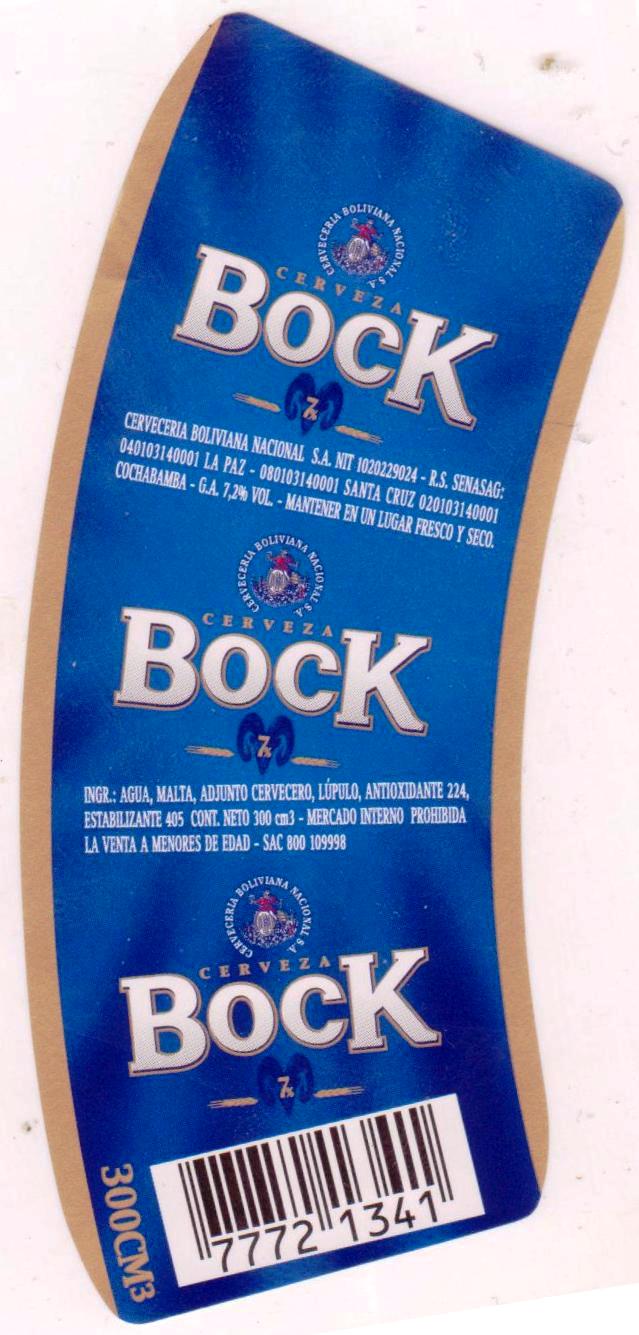 CERVECERIA BOLIVIANA NACIONAL S.A.
CERVEZA
BOCK
7%
CERVECERIA BOLIVIANA NACIONAL S.A. NIT 1020229024 - R.S. SENASAG:
040103140001 LA PAZ - 080103140001 SANTA CRUZ 020103140001
COCHABAMBA - G.A. 7,2% VOL. - MANTENER EN UN LUGAR FRESCO Y SECO.
CERVECERIA BOLIVIANA NACIONAL S.A.
CERVEZA
BOCK
7%
INGR.: AGUA, MALTA, ADJUNTO CERVECERO, LÚPULO, ANTIOXIDANTE 224,
ESTABILIZANTE 405 CONT. NETO 300 cm3 - MERCADO INTERNO PROHIBIDA
LA VENTA A MENORES DE EDAD - SAC 800 109998
CERVECERIA BOLIVIANA NACIONAL S.A.
CERVEZA
BOCK
7%
7772 1341
300CM3